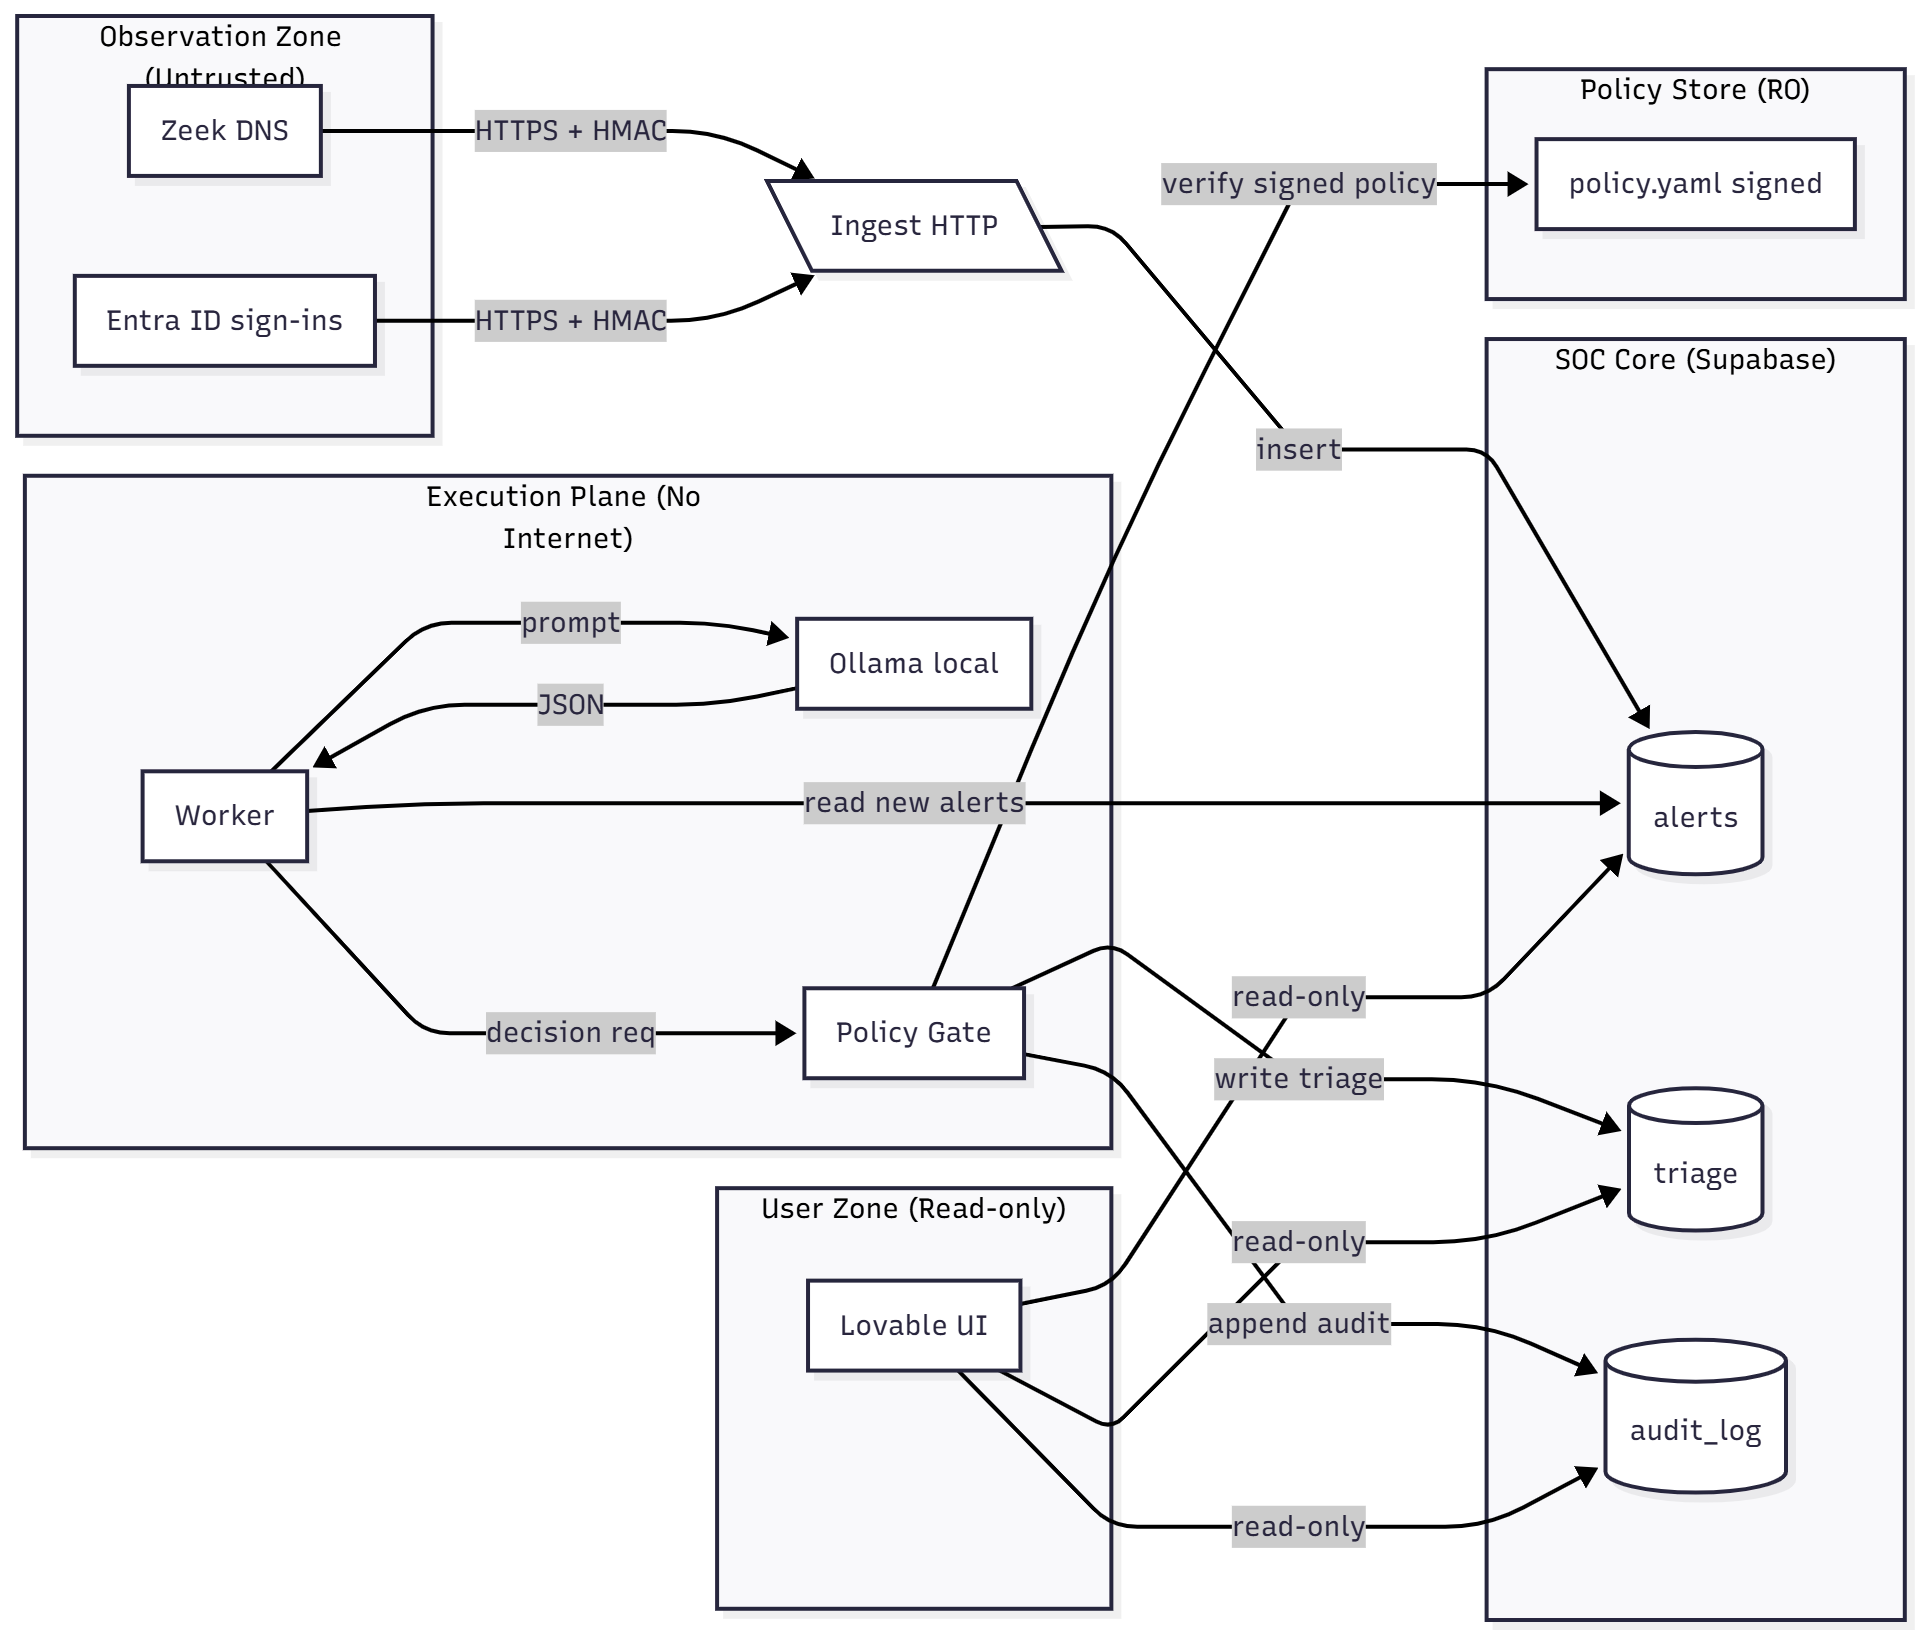 Observation Zone
(Untrusted)
Zeek DNS
HTTPS + HMAC
Entra ID sign-ins
HTTPS + HMAC
Ingest HTTP
verify signed policy
Policy Store (RO)
policy.yaml signed
insert
SOC Core (Supabase)
Execution Plane (No
Internet)
prompt
Ollama local
JSON
Worker
read new alerts
alerts
decision req
Policy Gate
read-only
write triage
triage
User Zone (Read-only)
read-only
Lovable UI
append audit
audit_log
read-only